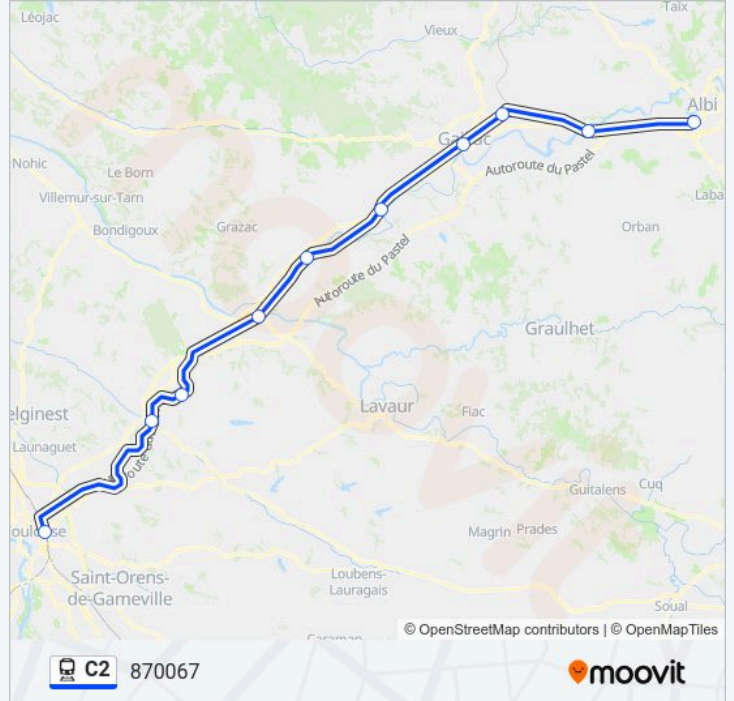 Léojac
Taïx
Vieux
Albi
Autoroute du Pastel
Nohic
Le Born
Laba
Villemur-sur-Tarn
Bondigoux
Grazac
Orban
Autoroute du Pastel
Graulhet
elginest
Lavaur
Fiac
Launaguet
Guitalens
Cuq
Magrin
Prades
Saint-Orens-
de-Gameville
Loubens-
Lauragais
Soual
© OpenStreetMap contributors | © OpenMapTiles
C2
870067
moovit